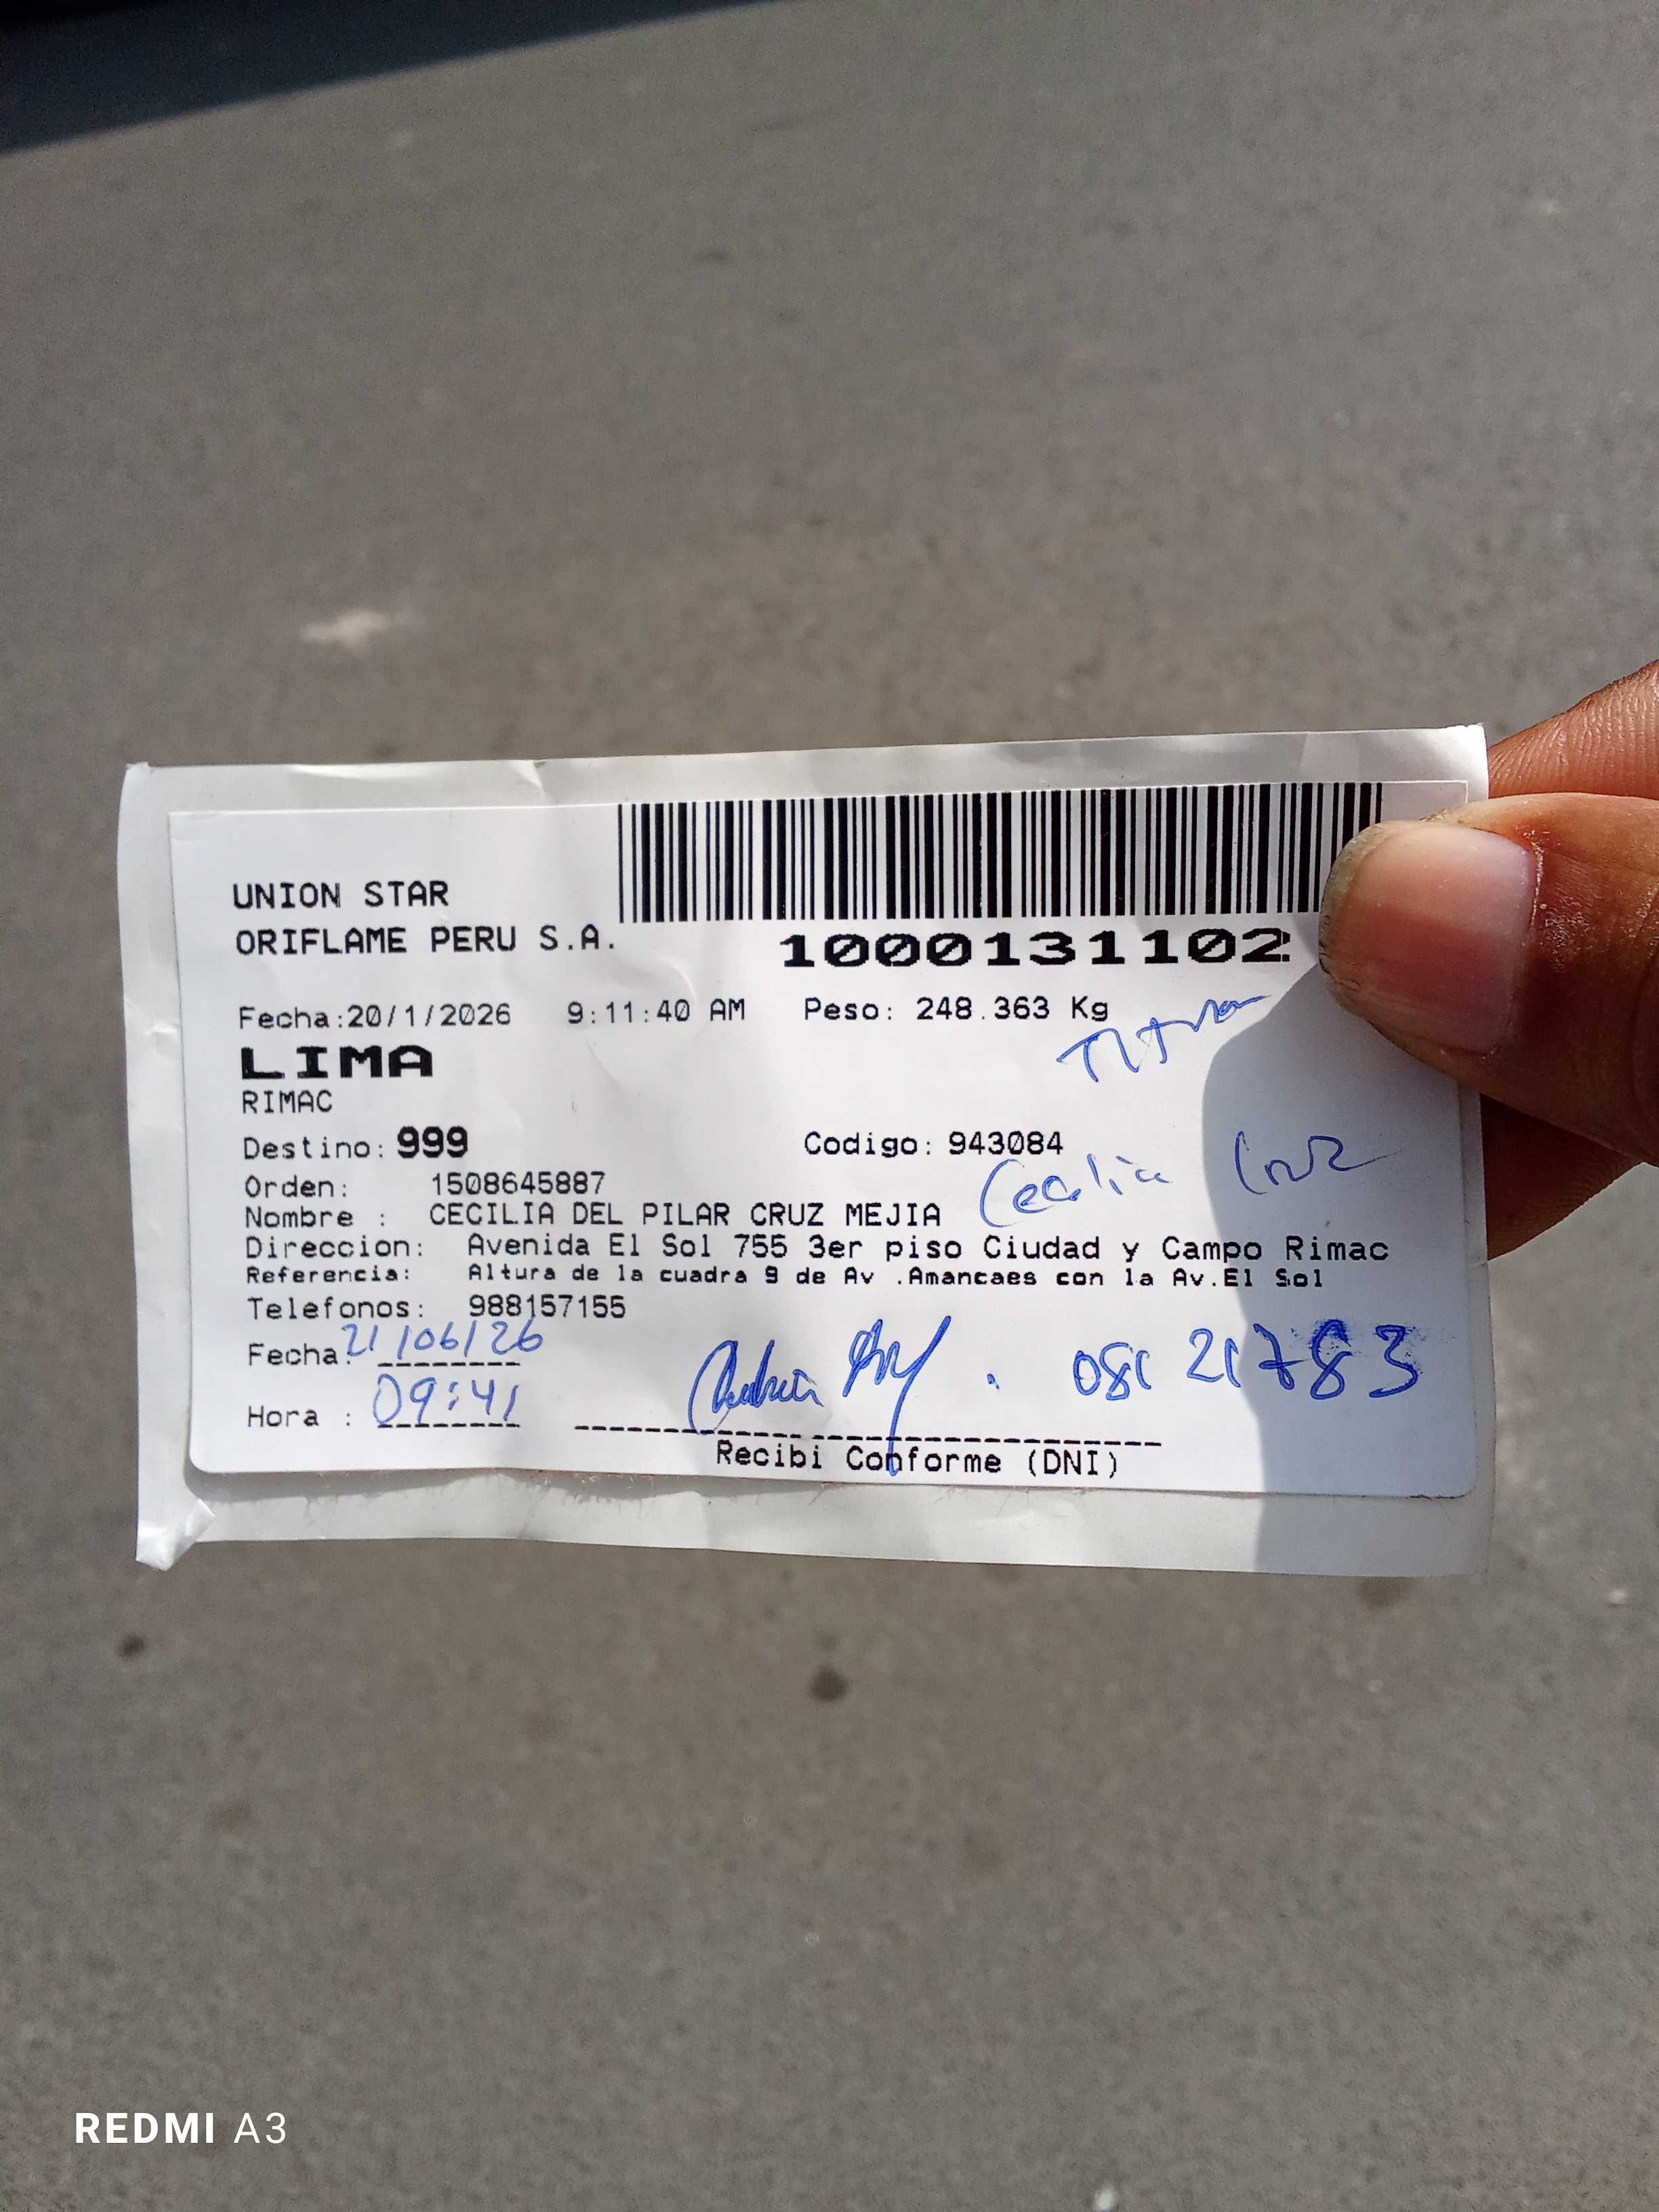 UNION STAR
ORIFLAME PERU S.A.
1000131102
Fecha:20/1/2026 9:11:40 AM Peso: 248.363 Kg
LIMA
RIMAC
Destino: 999 Codigo: 943084
Orden: 1508645887
Cecilia Cruz
Nombre : CECILIA DEL PILAR CRUZ MEJIA
Direccion: Avenida El Sol 755 3er piso Ciudad y Campo Rimac
Referencia: Altura de la cuadra 9 de Av .Amancaes con la Av.El Sol
Telefonos: 988157155
Fecha: 21/06/26
Hora : 09:41
Recibi Conforme (DNI)
REDMI A3